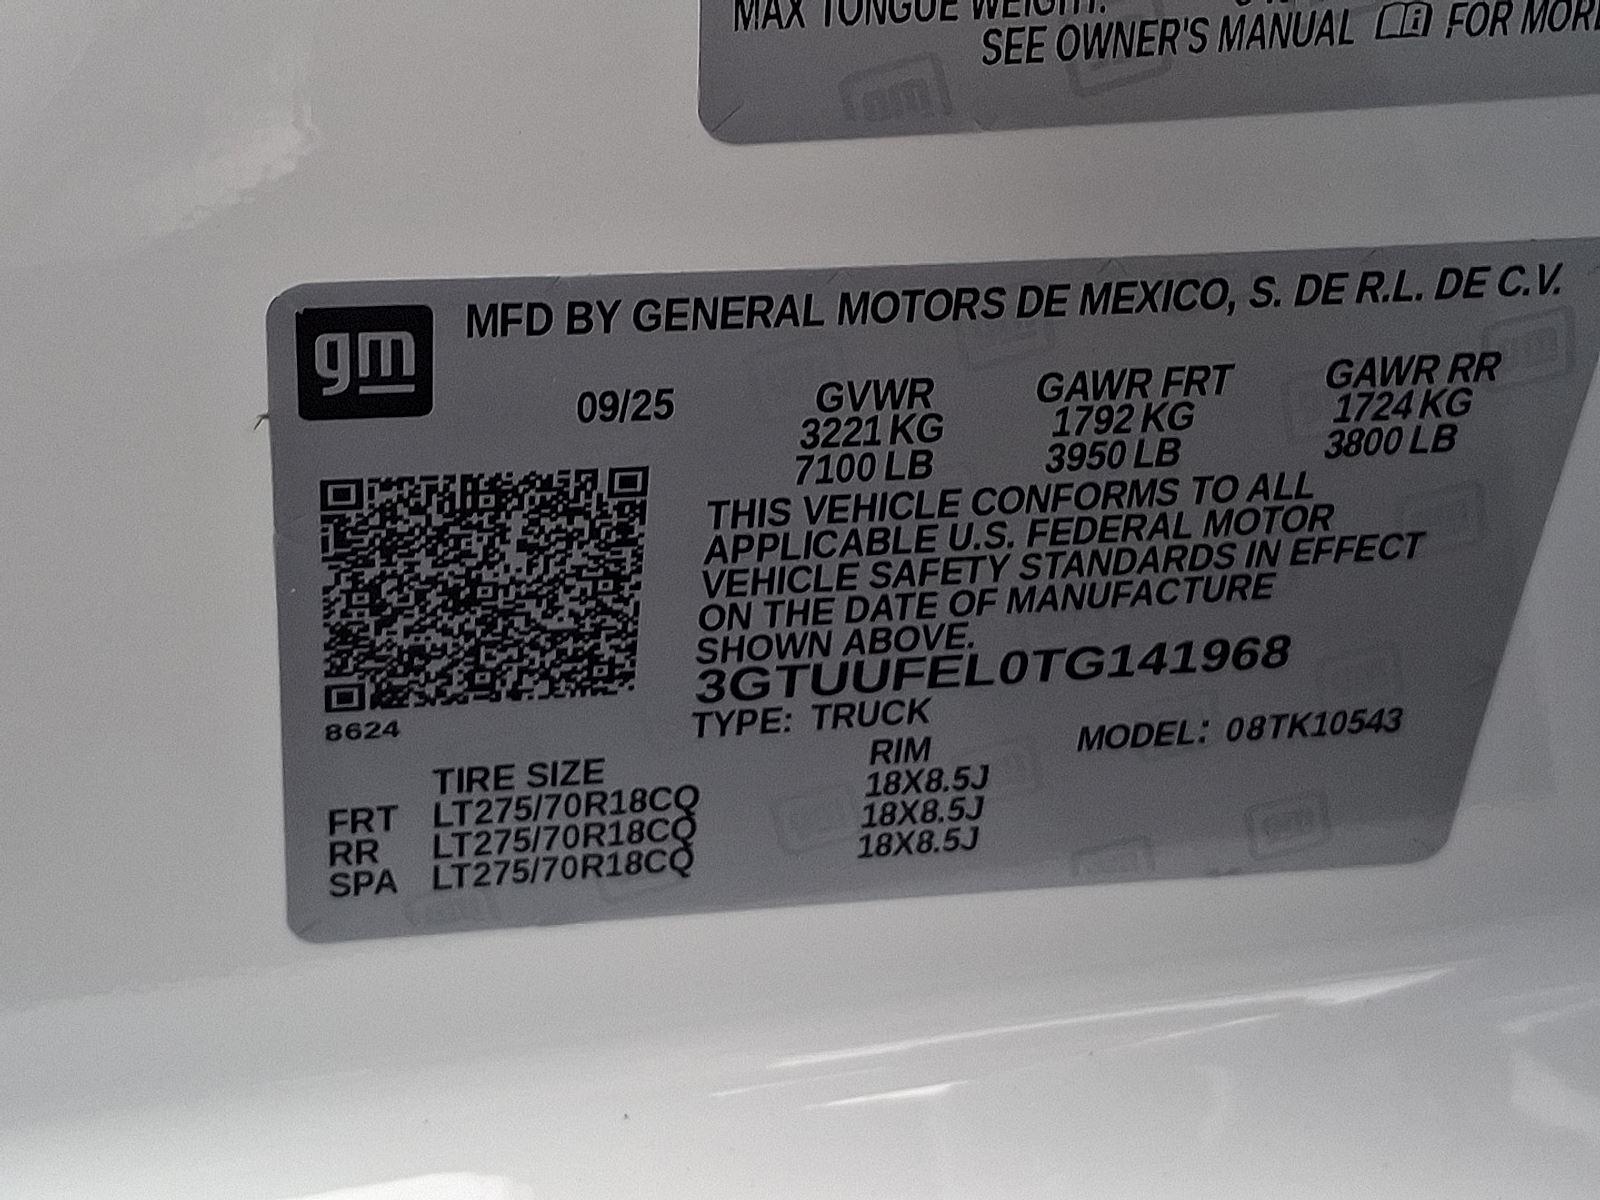 MAX TONGUE WEIGHT:
SEE OWNER'S MANUAL FOR MORE
gm MFD BY GENERAL MOTORS DE MEXICO, S. DE R.L. DE C.V.
09/25 GVWR GAWR FRT GAWR RR
3221 KG 1792 KG 1724 KG
7100 LB 3950 LB 3800 LB
THIS VEHICLE CONFORMS TO ALL
APPLICABLE U.S. FEDERAL MOTOR
VEHICLE SAFETY STANDARDS IN EFFECT
ON THE DATE OF MANUFACTURE
SHOWN ABOVE.
3GTUUFEL0TG141968
8624
TYPE: TRUCK MODEL: 08TK10543
TIRE SIZE RIM
FRT LT275/70R18CQ 18X8.5J
RR LT275/70R18CQ 18X8.5J
SPA LT275/70R18CQ 18X8.5J